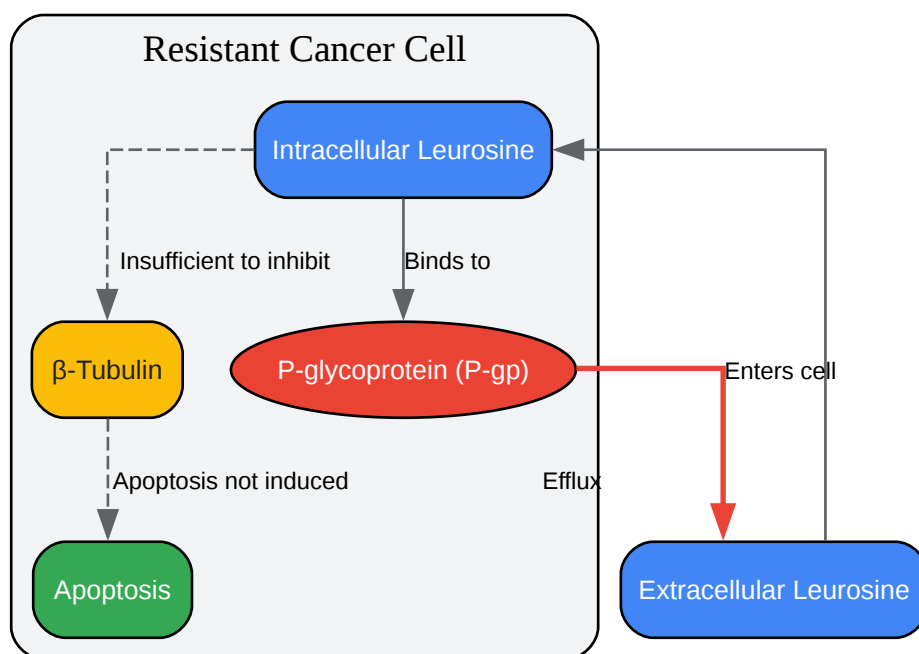 Resistant Cancer Cell
Intracellular Leurosine
Insufficient to inhibit
Binds to
β-Tubulin
P-glycoprotein (P-gp)
Enters cell
Apoptosis not induced
Efflux
Apoptosis
Extracellular Leurosine